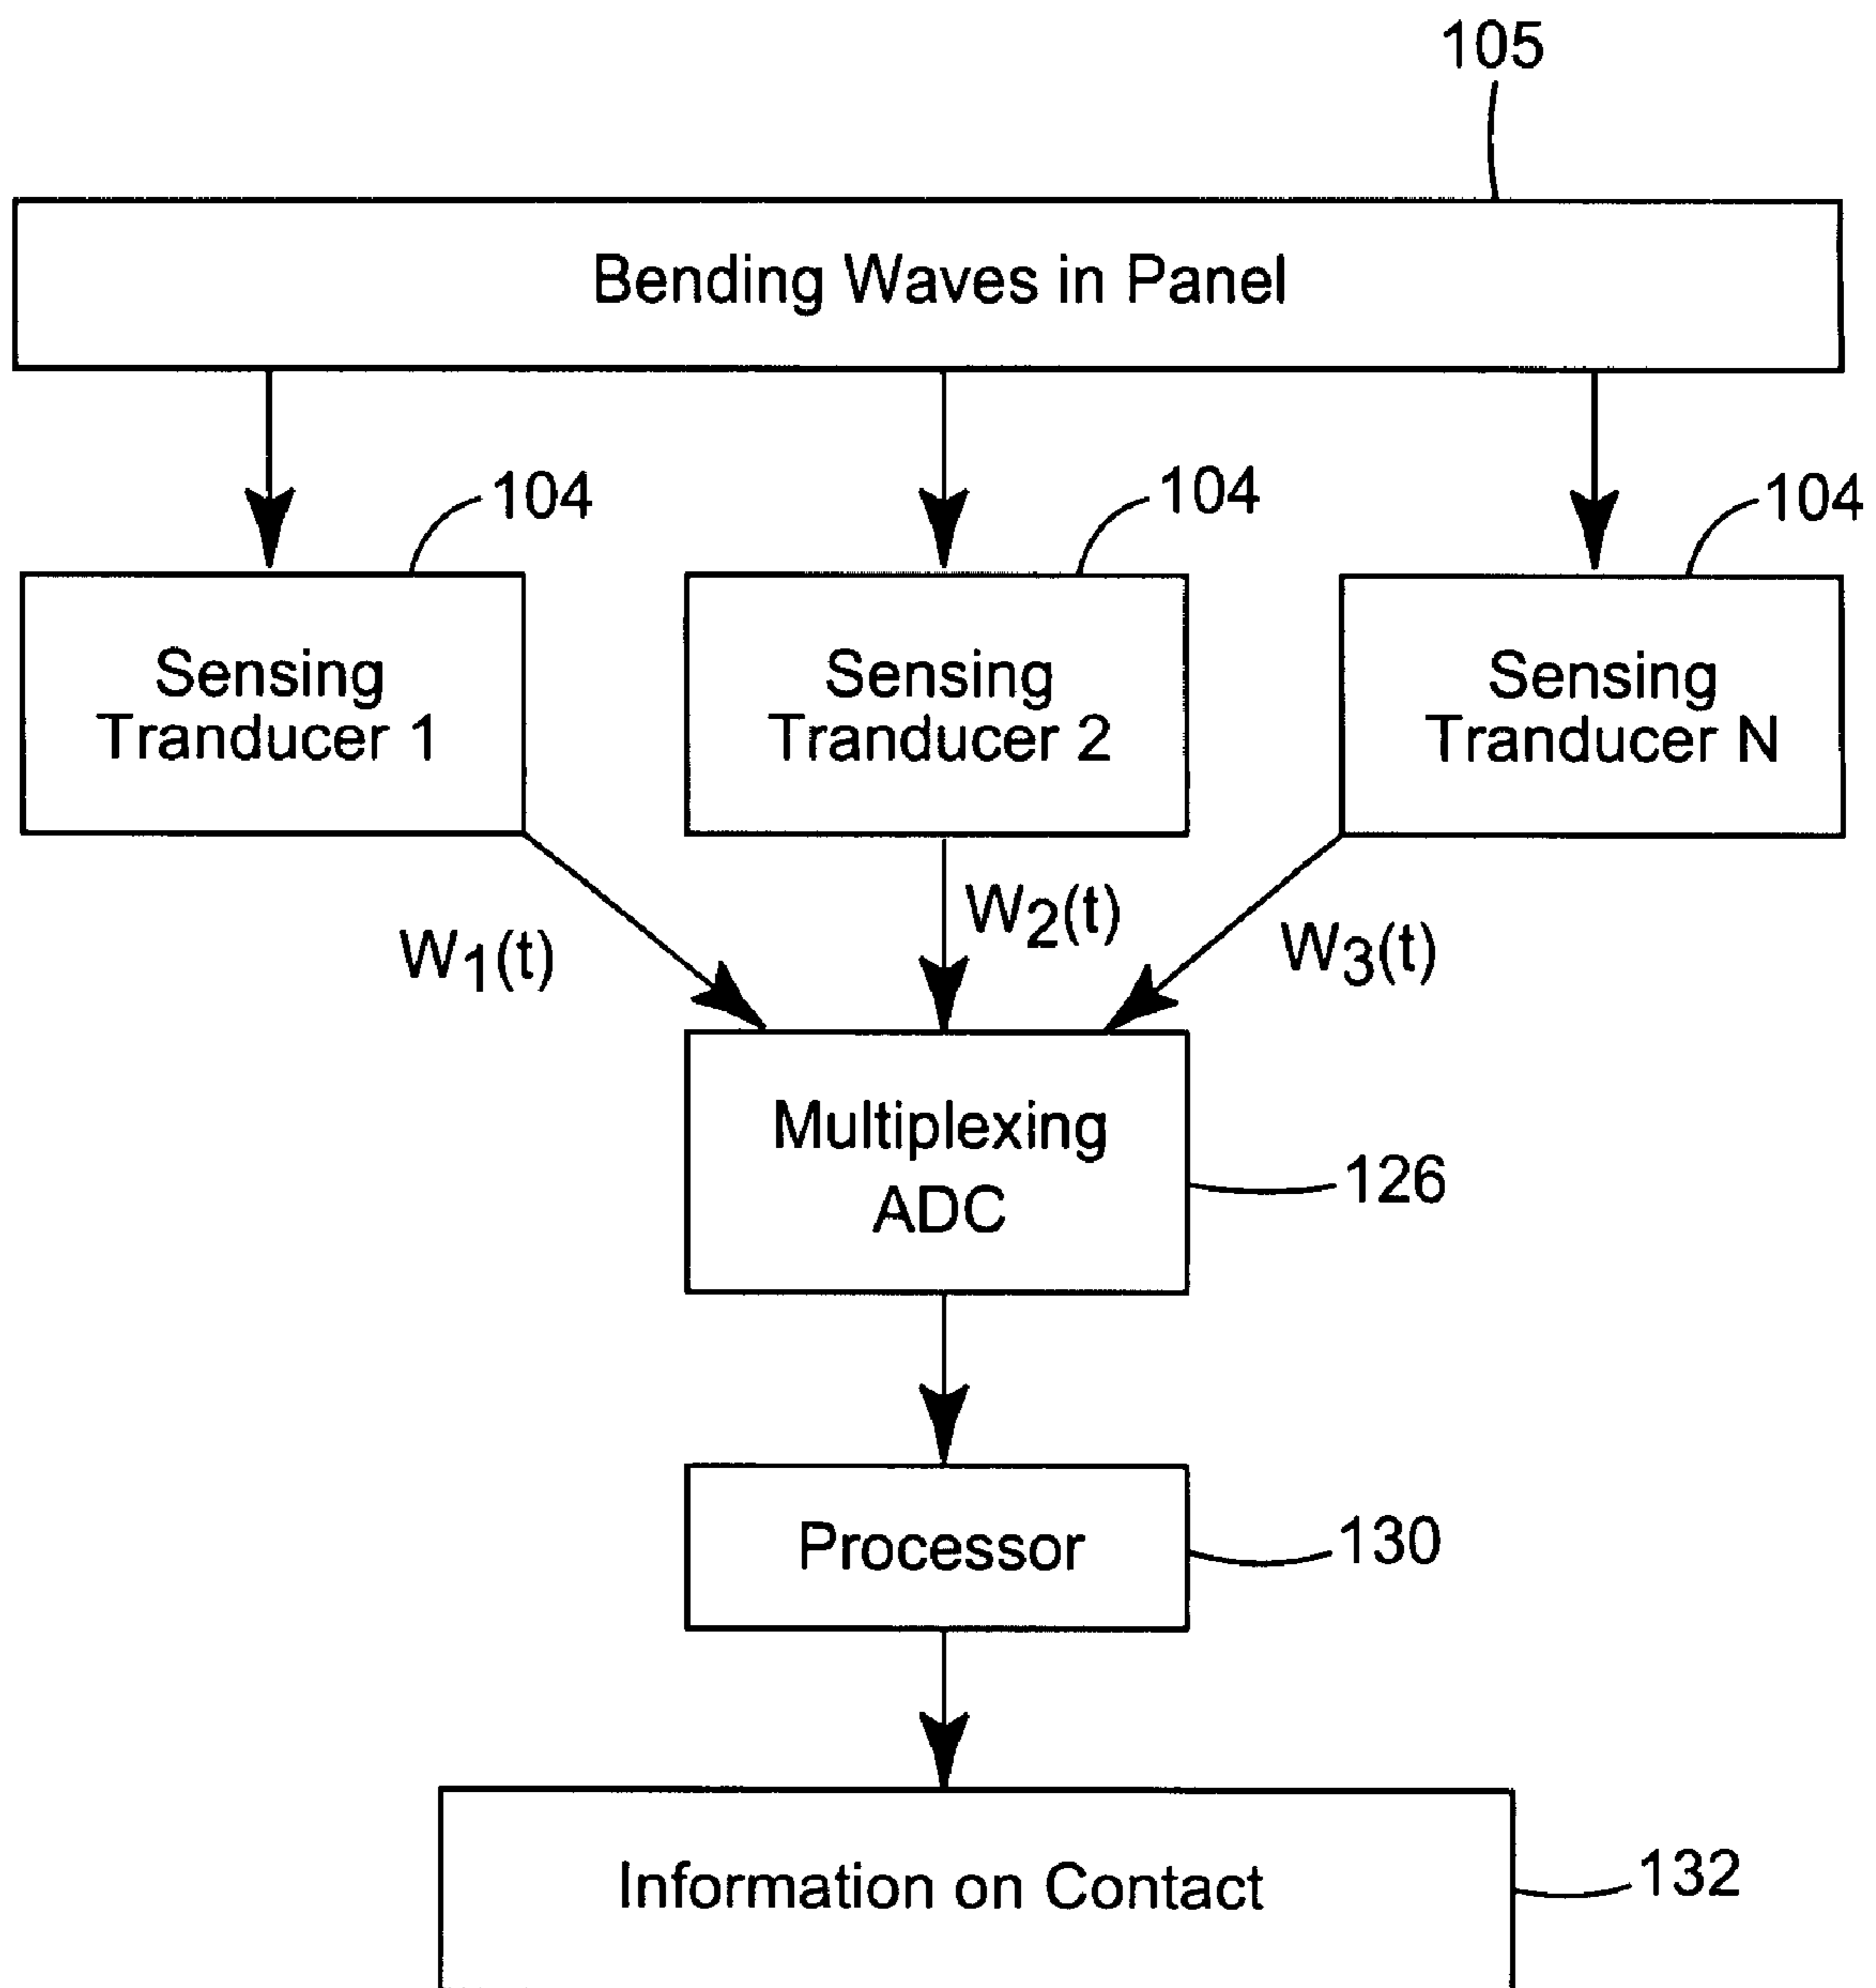 105
Bending Waves in Panel
104
104
104
Sensing
Tranducer 1
Sensing
Tranducer 2
Sensing
Tranducer N
W1(t)
W2(t)
W3(t)
Multiplexing
ADC
126
Processor
130
Information on Contact
132